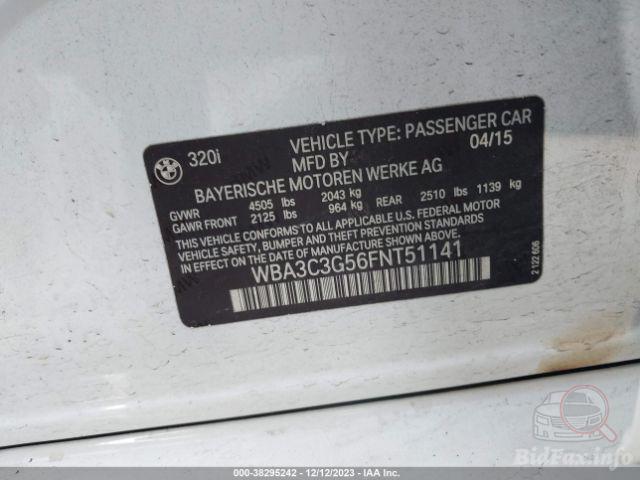 320i VEHICLE TYPE: PASSENGER CAR
MFD BY 04/15
BAYERISCHE MOTOREN WERKE AG
GVWR 4505 lbs 2043 kg
GAWR FRONT 2125 lbs 964 kg REAR 2510 lbs 1139 kg
THIS VEHICLE CONFORMS TO ALL APPLICABLE U.S. FEDERAL MOTOR
VEHICLE SAFETY, BUMPER AND THEFT PREVENTION STANDARDS
IN EFFECT ON THE DATE OF MANUFACTURE SHOWN ABOVE.
WBA3C3G56FNT51141
2 122 606
000-38295242 - 12/12/2023 - IAA Inc.
BidFax.info